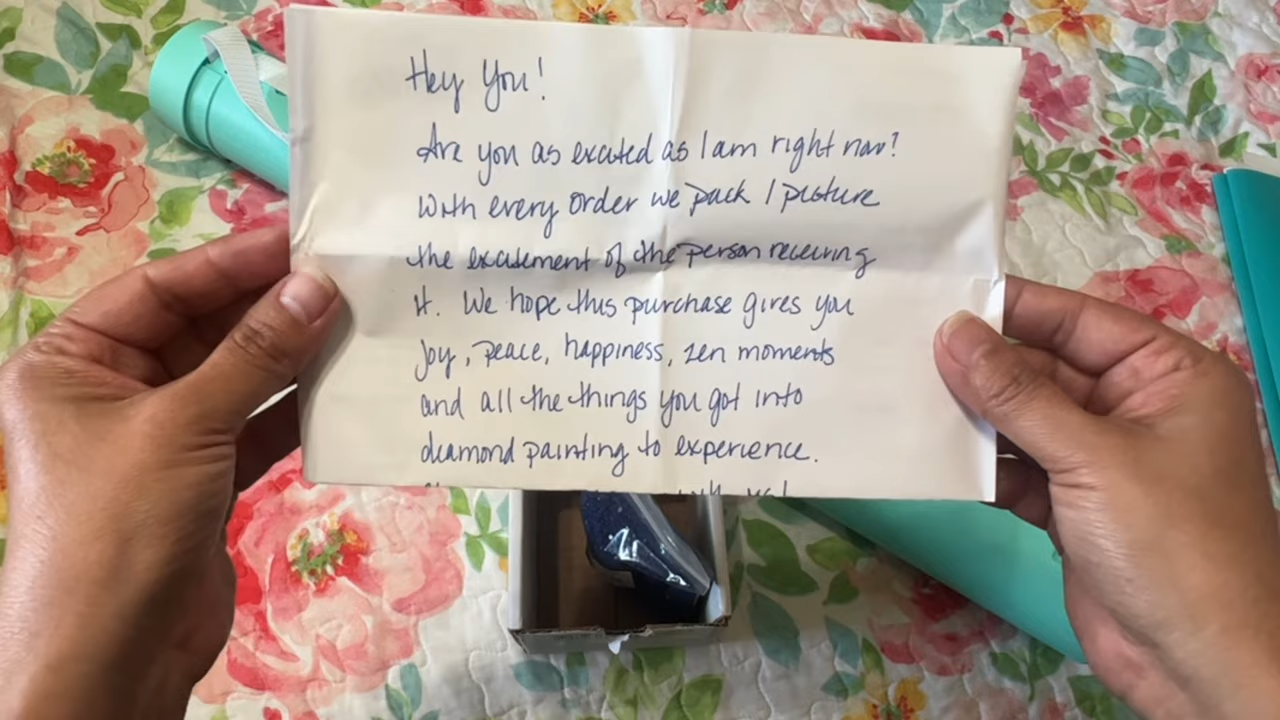 Hey You!
Are you as excited as I am right now?
With every order we pack I picture
the excitement of the person receiving
it. We hope this purchase gives you
joy, peace, happiness, zen moments
and all the things you got into
diamond painting to experience.